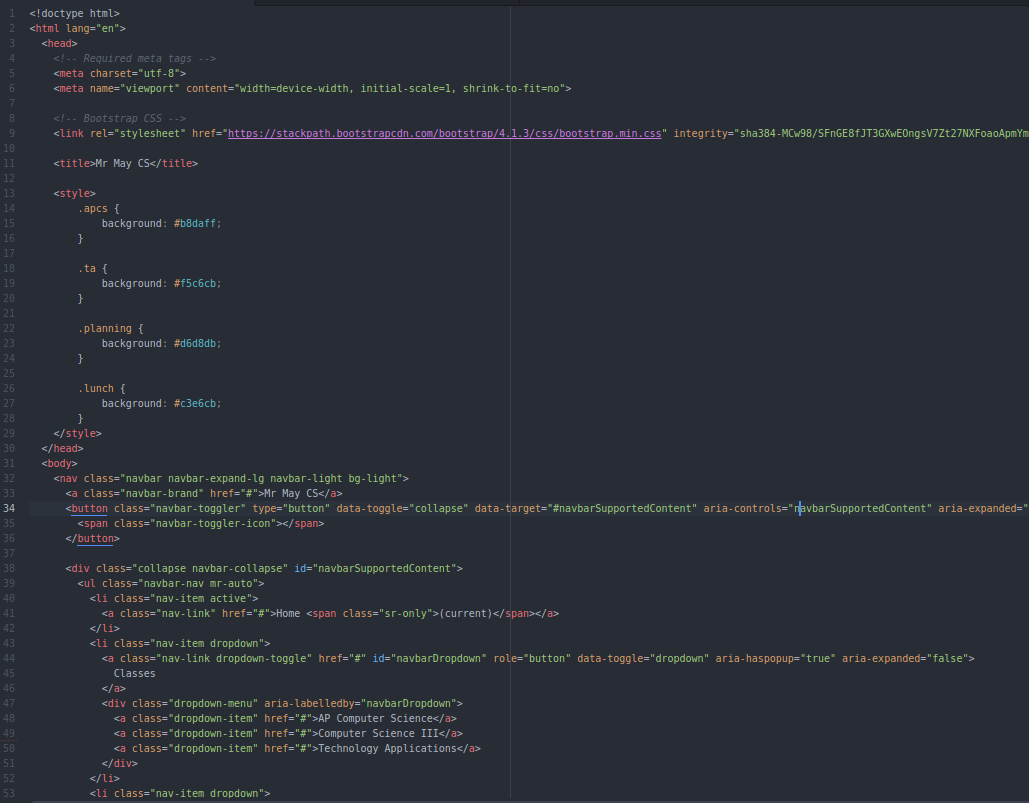 1 <!doctype html>
2 <html lang="en">
3 <head>
4 <!-- Required meta tags -->
5 <meta charset="utf-8">
6 <meta name="viewport" content="width=device-width, initial-scale=1, shrink-to-fit=no">
7
8 <!-- Bootstrap CSS -->
9 <link rel="stylesheet" href="https://stackpath.bootstrapcdn.com/bootstrap/4.1.3/css/bootstrap.min.css" integrity="sha384-MCw98/SFnGE8fJT3GXwEOngsV7Zt27NXFoaoApmYm
10
11 <title>Mr May CS</title>
12
13 <style>
14 .apcs {
15 background: #b8daff;
16 }
17
18 .ta {
19 background: #f5c6cb;
20 }
21
22 .planning {
23 background: #d6d8db;
24 }
25
26 .lunch {
27 background: #c3e6cb;
28 }
29 </style>
30 </head>
31 <body>
32 <nav class="navbar navbar-expand-lg navbar-light bg-light">
33 <a class="navbar-brand" href="#">Mr May CS</a>
34 <button class="navbar-toggler" type="button" data-toggle="collapse" data-target="#navbarSupportedContent" aria-controls="navbarSupportedContent" aria-expanded="
35 <span class="navbar-toggler-icon"></span>
36 </button>
37
38 <div class="collapse navbar-collapse" id="navbarSupportedContent">
39 <ul class="navbar-nav mr-auto">
40 <li class="nav-item active">
41 <a class="nav-link" href="#">Home <span class="sr-only">(current)</span></a>
42 </li>
43 <li class="nav-item dropdown">
44 <a class="nav-link dropdown-toggle" href="#" id="navbarDropdown" role="button" data-toggle="dropdown" aria-haspopup="true" aria-expanded="false">
45 Classes
46 </a>
47 <div class="dropdown-menu" aria-labelledby="navbarDropdown">
48 <a class="dropdown-item" href="#">AP Computer Science</a>
49 <a class="dropdown-item" href="#">Computer Science III</a>
50 <a class="dropdown-item" href="#">Technology Applications</a>
51 </div>
52 </li>
53 <li class="nav-item dropdown">